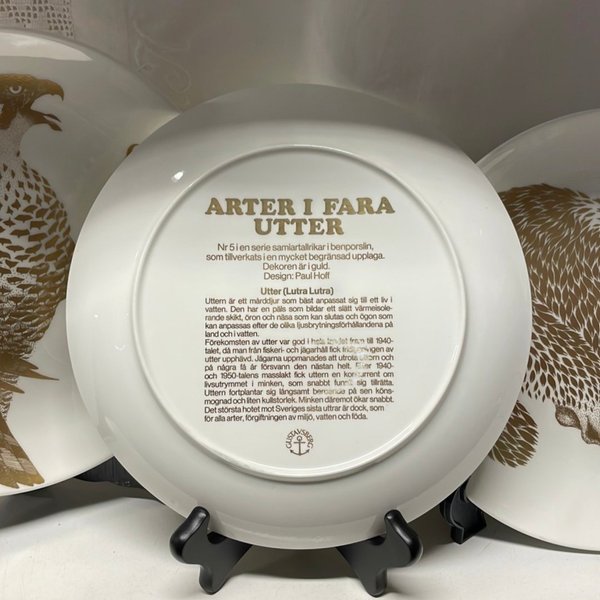 ARTER I FARA
UTTER
Nr 5 i en serie samlartallrikar i benporslin,
som tillverkats i en mycket begränsad upplaga.
Dekoren är i guld.
Design: Paul Hoff
Utter (Lutra Lutra)
Uttern är ett mårddjur som bäst anpassat sig till ett liv i
vatten. Den har en päls som bildar ett slätt värmeisole-
rande skikt, öron och näsa som kan slutas och ögon som
kan anpassas efter de olika ljusbrytningsförhållandena på
land och i vatten.
Förekomsten av utter var god i hela landet fram till 1940-
talet, då man från fiskeri- och jägarhåll fick fridlysningen av
utter upphävd. Jägarna uppmanades att utrota uttern och
på några få år försvann den nästan helt. Efter 1940-
och 1950-talens masslakt fick uttern en konkurrent om
livsutrymmet i minken, som snabbt funnit sig tillrätta.
Uttern fortplantar sig långsamt beroende på sen köns-
mognad och liten kullstorlek. Minken däremot ökar snabbt.
Det största hotet mot Sveriges sista uttrar är dock, som
för alla arter, förgiftningen av miljö, vatten och föda.
GUSTAVSBERG